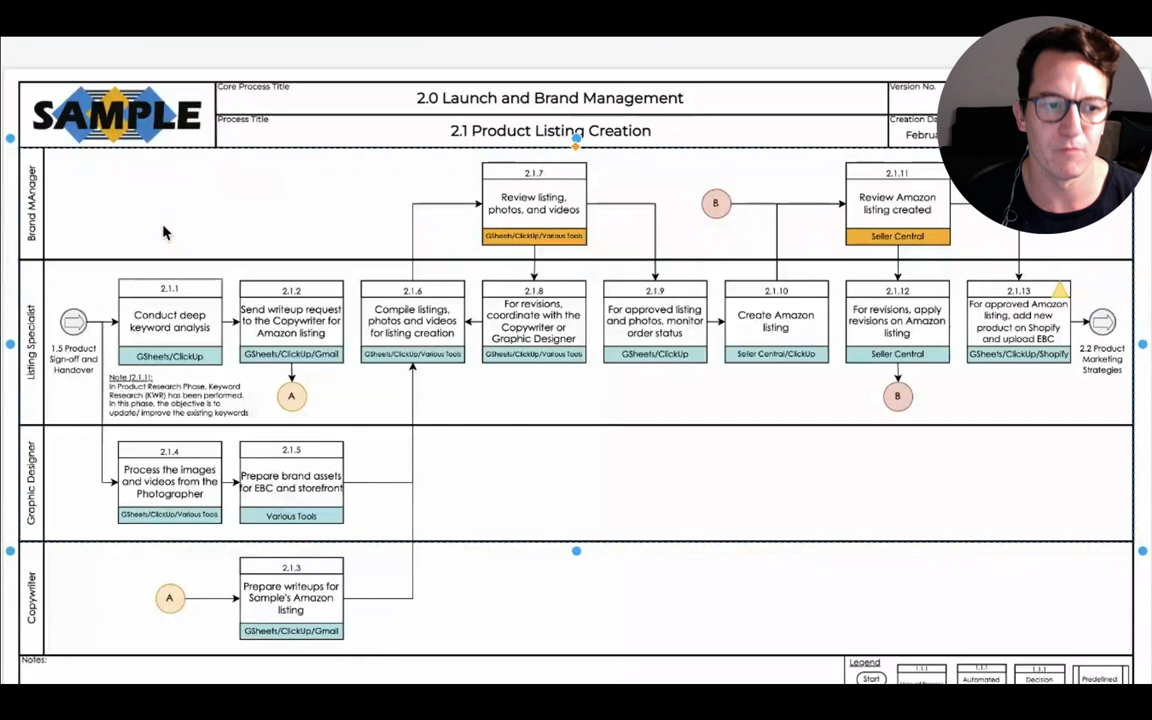 SAMPLE
Core Process Title
2.0 Launch and Brand Management
Version No.
Process Title
2.1 Product Listing Creation
Creation
Brand MAnager
2.1.7
Review listing,
photos, and videos
GSheets/ClickUp/Various Tools
B
2.1.11
Review Amazon
listing created
Seller Central
Listing Specialist
1.5 Product
Sign-off and
Handover
2.1.1
Conduct deep
keyword analysis
GSheets/ClickUp
Note (2.1.1):
In Product Research Phase, Keyword
Research (KWR) has been performed.
In this phase, the objective is to
update/ improve the existing keywords
2.1.2
Send writeup request
to the Copywriter for
Amazon listing
GSheets/ClickUp/Gmail
A
2.1.6
Compile listings,
photos and videos
for listing creation
GSheets/ClickUp/Various Tools
2.1.8
For revisions,
coordinate with the
Copywriter or
Graphic Designer
GSheets/ClickUp/Various Tools
2.1.9
For approved listing
and photos, monitor
order status
GSheets/ClickUp
2.1.10
Create Amazon
listing
Seller Central/ClickUp
2.1.12
For revisions, apply
revisions on Amazon
listing
Seller Central
B
2.1.13
For approved Amazon
listing, add new
product on Shopify
and upload EBC
GSheets/ClickUp/Shopify
2.2 Product
Marketing
Strategies
Graphic Designer
2.1.4
Process the images
and videos from the
Photographer
GSheets/ClickUp/Various Tools
2.1.5
Prepare brand assets
for EBC and storefront
Various Tools
Copywriter
A
2.1.3
Prepare writeups for
Sample's Amazon
listing
GSheets/ClickUp/Gmail
Notes:
Legend
Start
1.1.1
1.1.1
Automated
1.1.1
Decision
Predefined